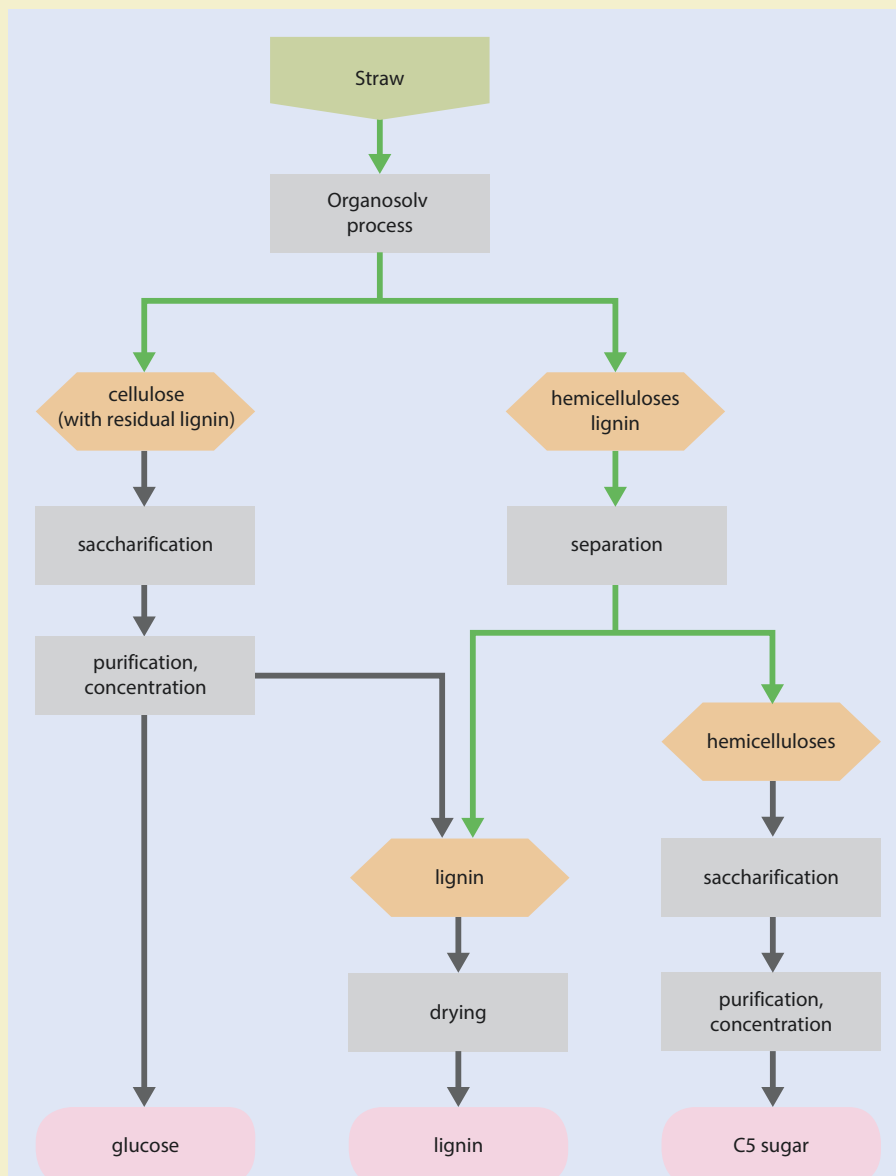 Straw
Organosolv
process
cellulose
(with residual lignin)
hemicelluloses
lignin
saccharification
separation
purification,
concentration
hemicelluloses
lignin
saccharification
drying
purification,
concentration
glucose
lignin
C5 sugar